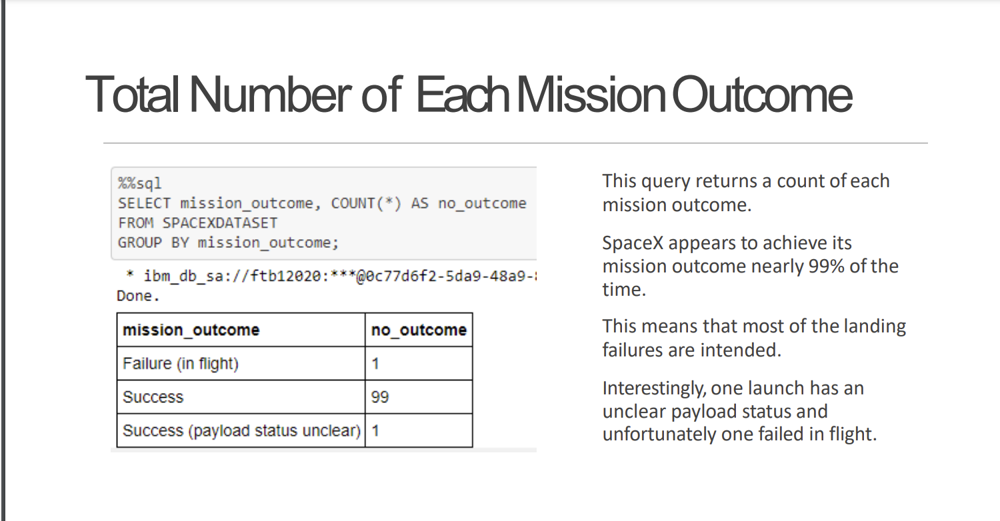 Total Number of Each Mission Outcome
%%sql
SELECT mission_outcome, COUNT(*) AS no_outcome
FROM SPACEXDATASET
GROUP BY mission_outcome;
* ibm_db_sa://ftb12020:***@0c77d6f2-5da9-48a9-
Done.
mission_outcome no_outcome
Failure (in flight) 1
Success 99
Success (payload status unclear) 1
This query returns a count of each
mission outcome.
SpaceX appears to achieve its
mission outcome nearly 99% of the
time.
This means that most of the landing
failures are intended.
Interestingly, one launch has an
unclear payload status and
unfortunately one failed in flight.